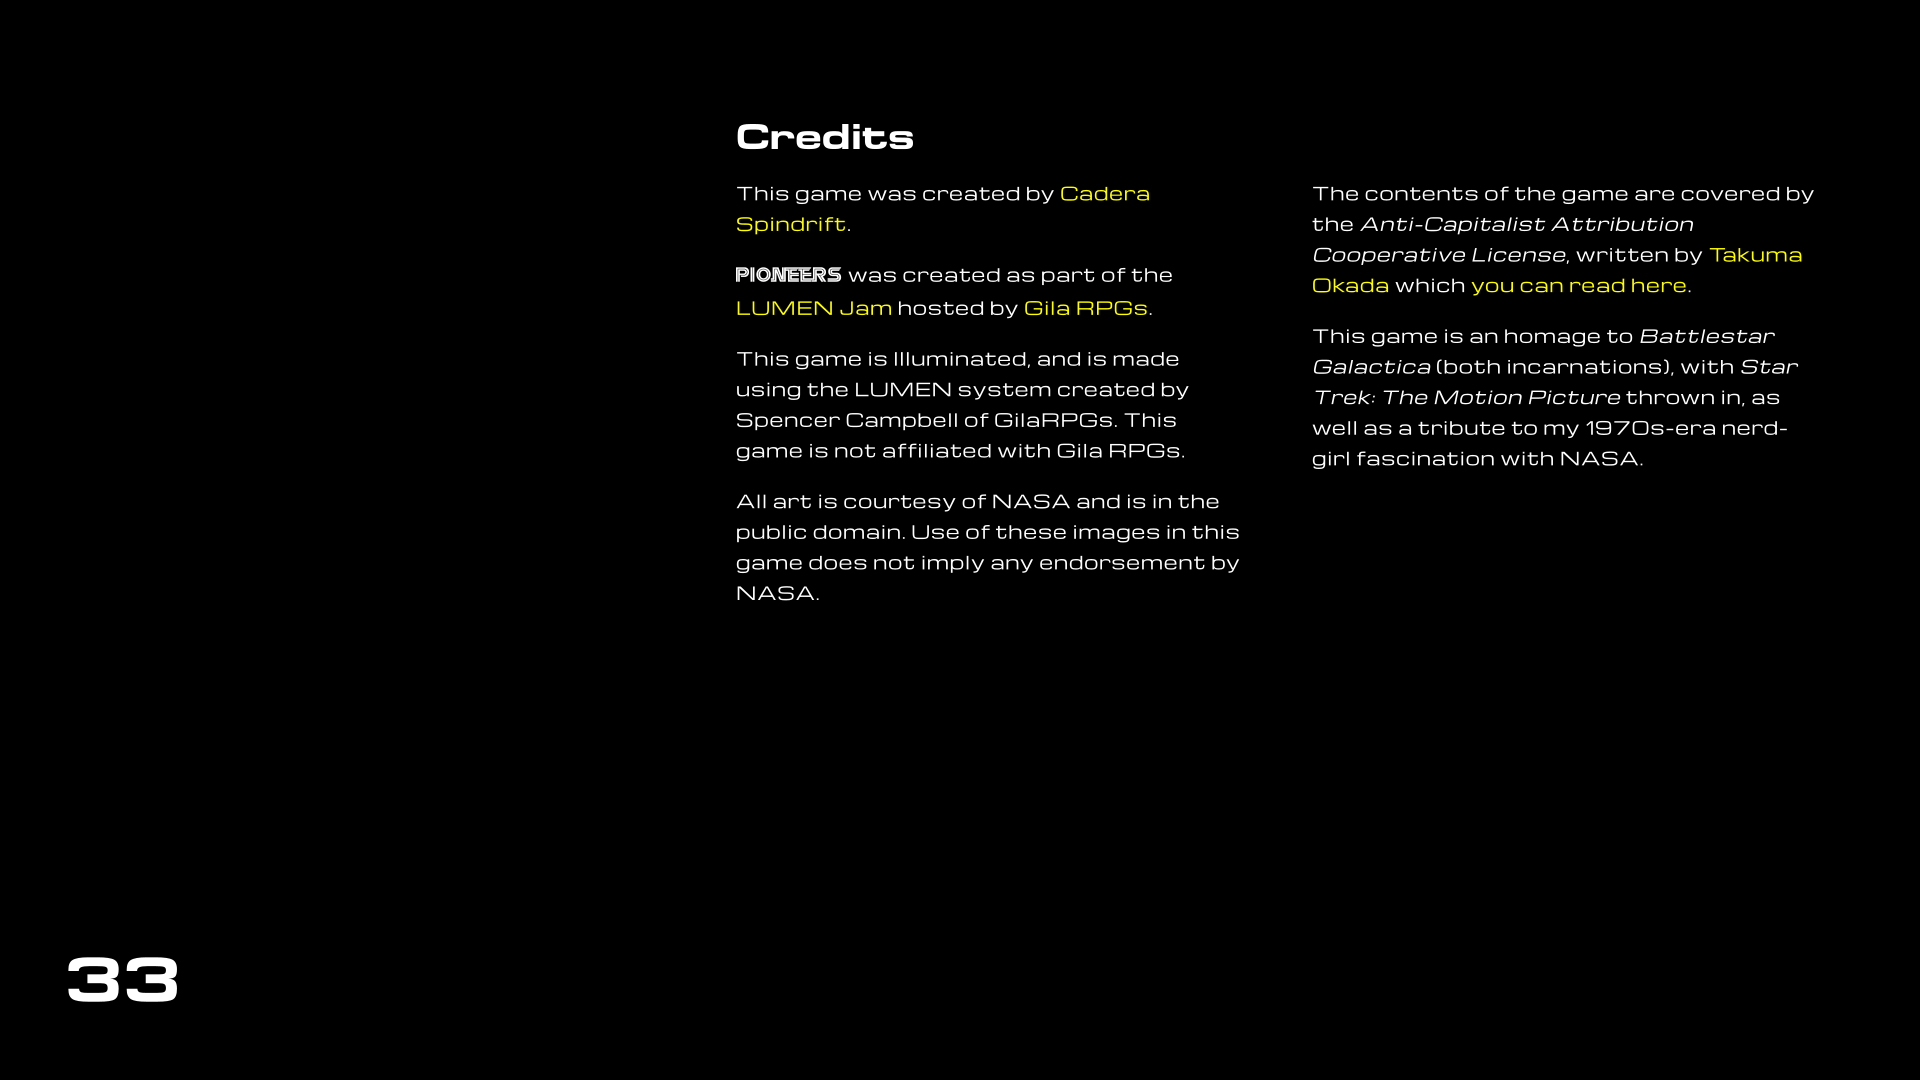 Credits
This game was created by Cadera
Spindrift.
PIONEERS was created as part of the
LUMEN Jam hosted by Gila RPGs.
This game is Illuminated, and is made
using the LUMEN system created by
Spencer Campbell of GilaRPGs. This
game is not affiliated with Gila RPGs.
All art is courtesy of NASA and is in the
public domain. Use of these images in this
game does not imply any endorsement by
NASA.
The contents of the game are covered by
the Anti-Capitalist Attribution
Cooperative License, written by Takuma
Okada which you can read here.
This game is an homage to Battlestar
Galactica (both incarnations), with Star
Trek: The Motion Picture thrown in, as
well as a tribute to my 1970s-era nerd-
girl fascination with NASA.
33